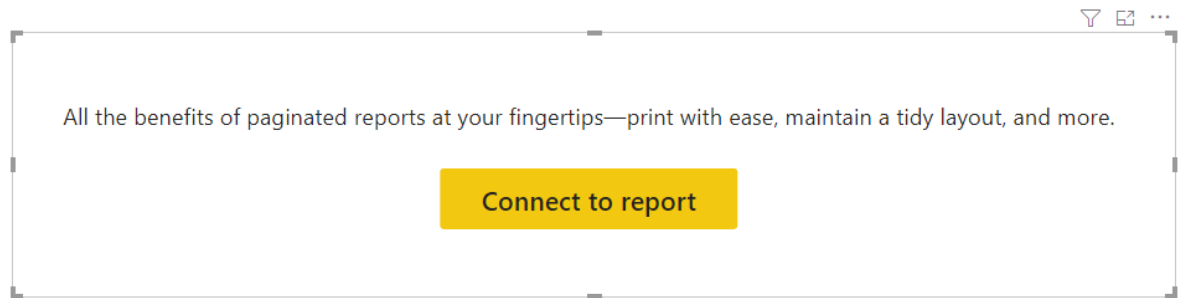 All the benefits of paginated reports at your fingertips—print with ease, maintain a tidy layout, and more.
Connect to report